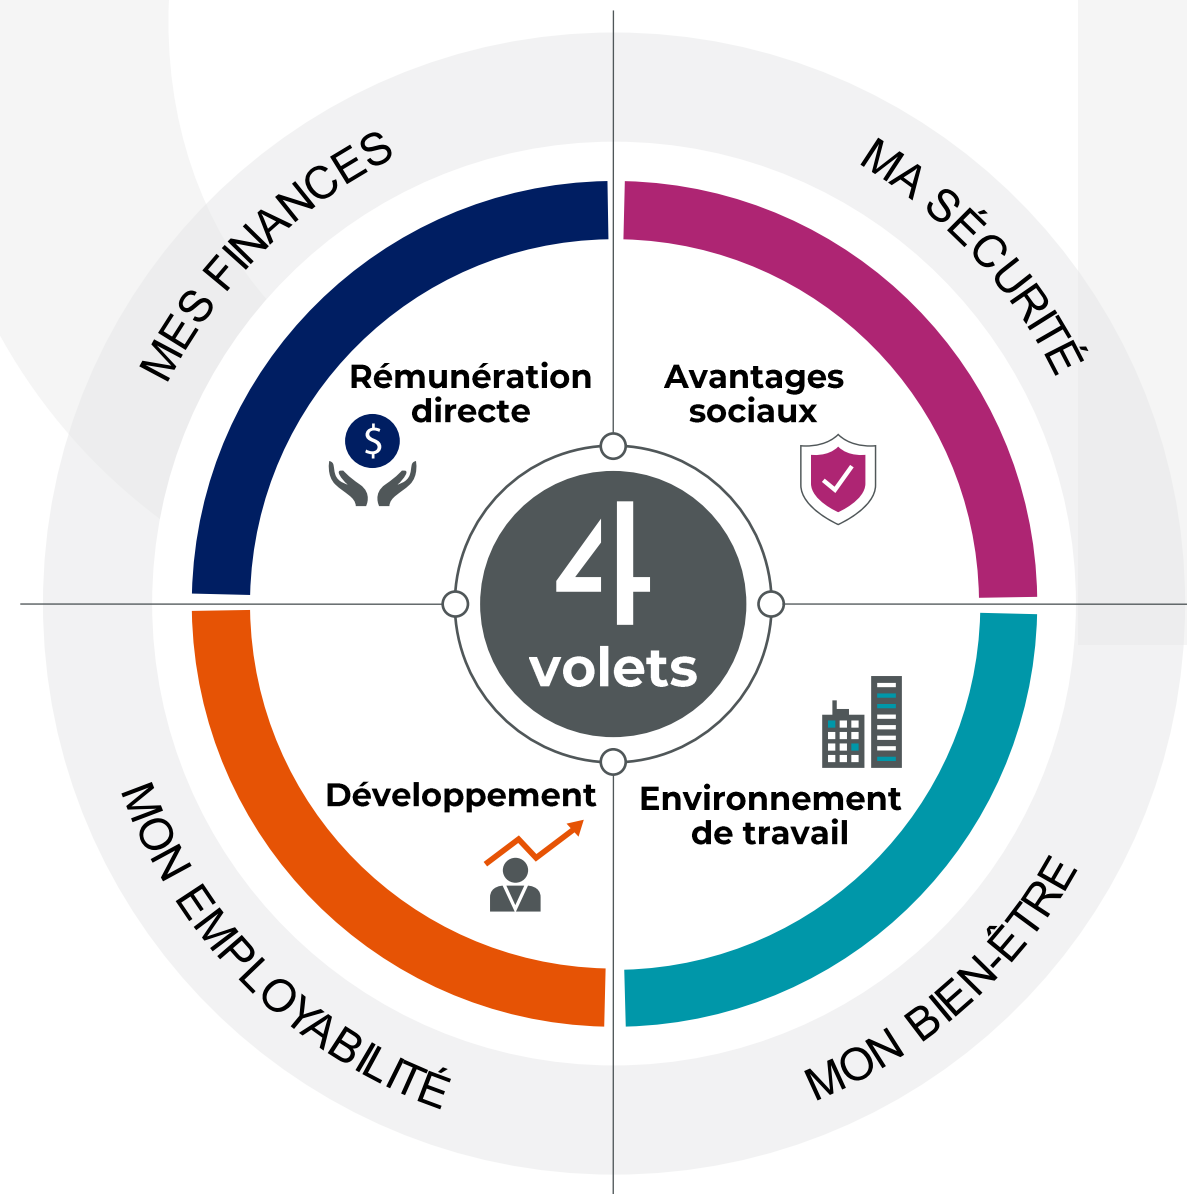 MES FINANCES
MA SÉCURITÉ
Rémunération
directe
$
Avantages
sociaux
4
volets
Développement
Environnement
de travail
MON EMPLOYABILITÉ
MON BIEN-ÊTRE